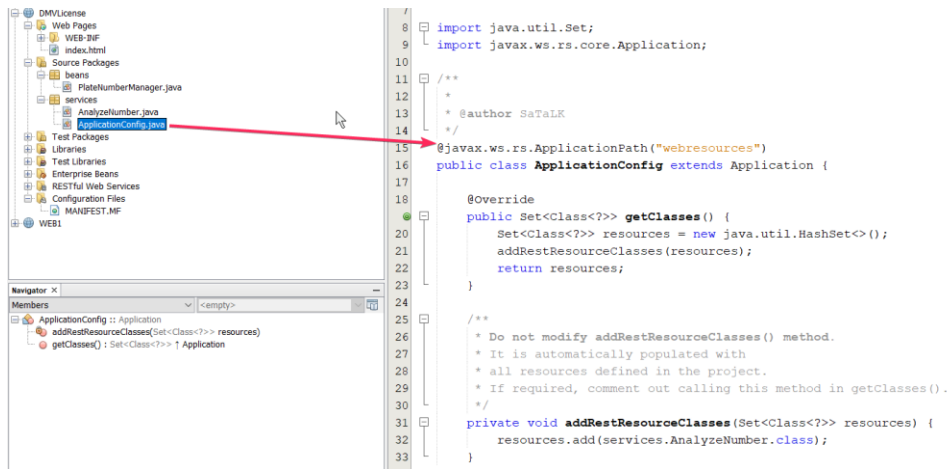 DMVLicense
Web Pages
WEB-INF
index.html
Source Packages
beans
PlateNumberManager.java
services
AnalyzeNumber.java
ApplicationConfig.java
Test Packages
Libraries
Test Libraries
Enterprise Beans
RESTful Web Services
Configuration Files
MANIFEST.MF
WEB1
Navigator ×
Members
<empty>
ApplicationConfig :: Application
addRestResourceClasses(Set<Class<?>> resources)
getClasses() : Set<Class<?>> ↑ Application
7
8 import java.util.Set;
9 import javax.ws.rs.core.Application;
10
11 /**
12 *
13 * @author SaTaLK
14 */
15 @javax.ws.rs.ApplicationPath("webresources")
16 public class ApplicationConfig extends Application {
17
18 @Override
public Set<Class<?>> getClasses() {
20 Set<Class<?>> resources = new java.util.HashSet<>();
21 addRestResourceClasses(resources);
22 return resources;
23 }
24
25 /**
26 * Do not modify addRestResourceClasses() method.
27 * It is automatically populated with
28 * all resources defined in the project.
29 * If required, comment out calling this method in getClasses().
30 */
31 private void addRestResourceClasses(Set<Class<?>> resources) {
32 resources.add(services.AnalyzeNumber.class);
33 }